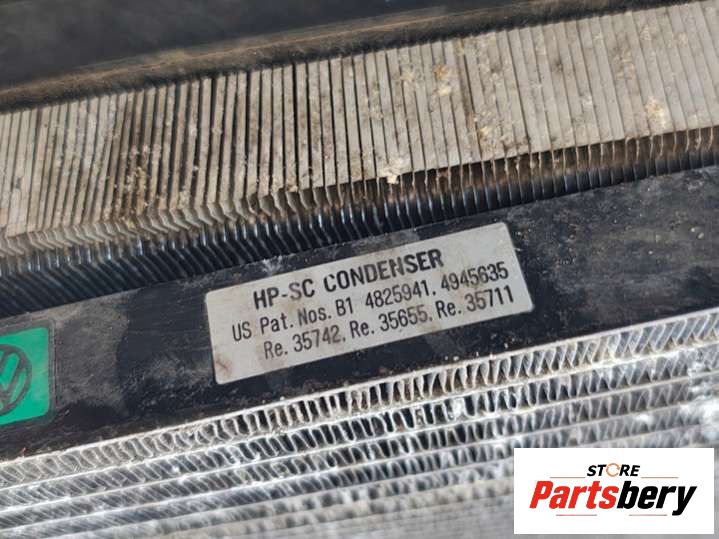 HP-SC CONDENSER
US Pat. Nos. B1 4825941, 4945635
Re. 35742, Re. 35655, Re. 35711
STORE
Partsbery